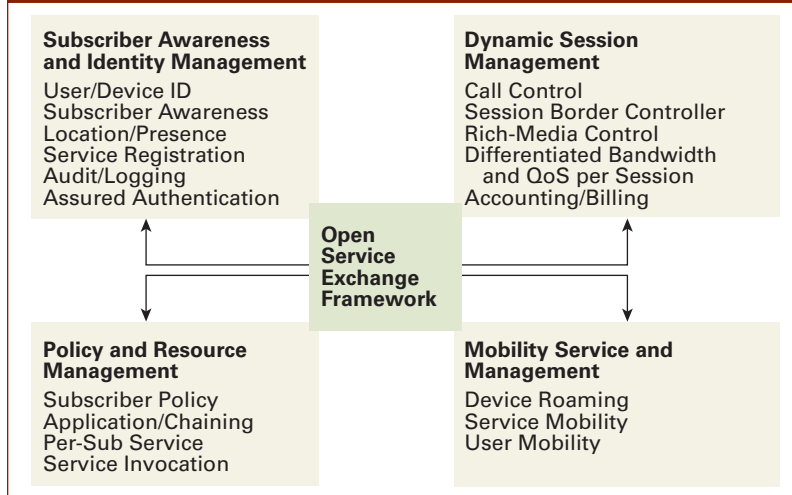 Subscriber Awareness
and Identity Management
User/Device ID
Subscriber Awareness
Location/Presence
Service Registration
Audit/Logging
Assured Authentication
Dynamic Session
Management
Call Control
Session Border Controller
Rich-Media Control
Differentiated Bandwidth
and QoS per Session
Accounting/Billing
Open
Service
Exchange
Framework
Policy and Resource
Management
Subscriber Policy
Application/Chaining
Per-Sub Service
Service Invocation
Mobility Service and
Management
Device Roaming
Service Mobility
User Mobility